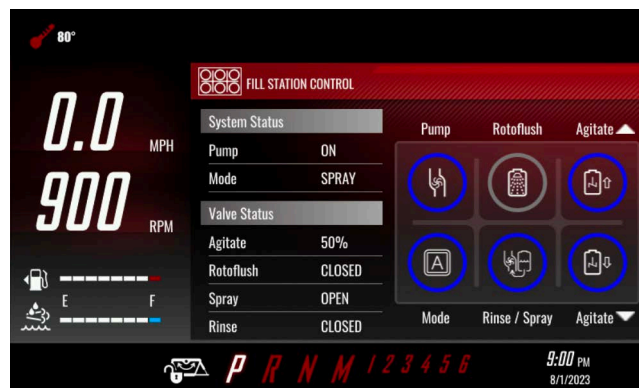 80°
FILL STATION CONTROL
0.0 MPH
900 RPM
System Status
Pump ON
Mode SPRAY
Valve Status
Agitate 50%
Rotoflush CLOSED
Spray OPEN
Rinse CLOSED
Pump Rotoflush Agitate
A
Mode Rinse / Spray Agitate
E F
P R N M 1 2 3 4 5 6
9:00 PM
8/1/2023